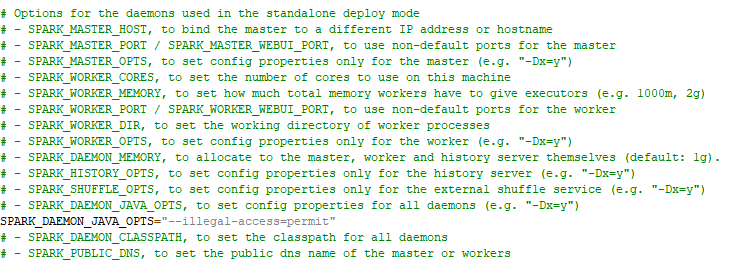 # Options for the daemons used in the standalone deploy mode
# - SPARK_MASTER_HOST, to bind the master to a different IP address or hostname
# - SPARK_MASTER_PORT / SPARK_MASTER_WEBUI_PORT, to use non-default ports for the master
# - SPARK_MASTER_OPTS, to set config properties only for the master (e.g. "-Dx=y")
# - SPARK_WORKER_CORES, to set the number of cores to use on this machine
# - SPARK_WORKER_MEMORY, to set how much total memory workers have to give executors (e.g. 1000m, 2g)
# - SPARK_WORKER_PORT / SPARK_WORKER_WEBUI_PORT, to use non-default ports for the worker
# - SPARK_WORKER_DIR, to set the working directory of worker processes
# - SPARK_WORKER_OPTS, to set config properties only for the worker (e.g. "-Dx=y")
# - SPARK_DAEMON_MEMORY, to allocate to the master, worker and history server themselves (default: 1g).
# - SPARK_HISTORY_OPTS, to set config properties only for the history server (e.g. "-Dx=y")
# - SPARK_SHUFFLE_OPTS, to set config properties only for the external shuffle service (e.g. "-Dx=y")
# - SPARK_DAEMON_JAVA_OPTS, to set config properties for all daemons (e.g. "-Dx=y")
SPARK_DAEMON_JAVA_OPTS="--illegal-access=permit"
# - SPARK_DAEMON_CLASSPATH, to set the classpath for all daemons
# - SPARK_PUBLIC_DNS, to set the public dns name of the master or workers